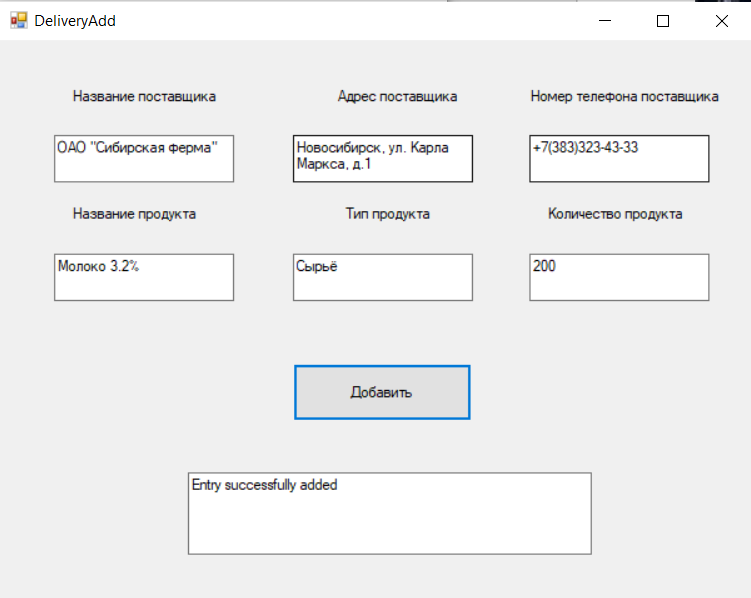 DeliveryAdd
Название поставщика
Адрес поставщика
Номер телефона поставщика
ОАО "Сибирская ферма"
Новосибирск, ул. Карла
Маркса, д.1
+7(383)323-43-33
Название продукта
Тип продукта
Количество продукта
Молоко 3.2%
Сырьё
200
Добавить
Entry successfully added